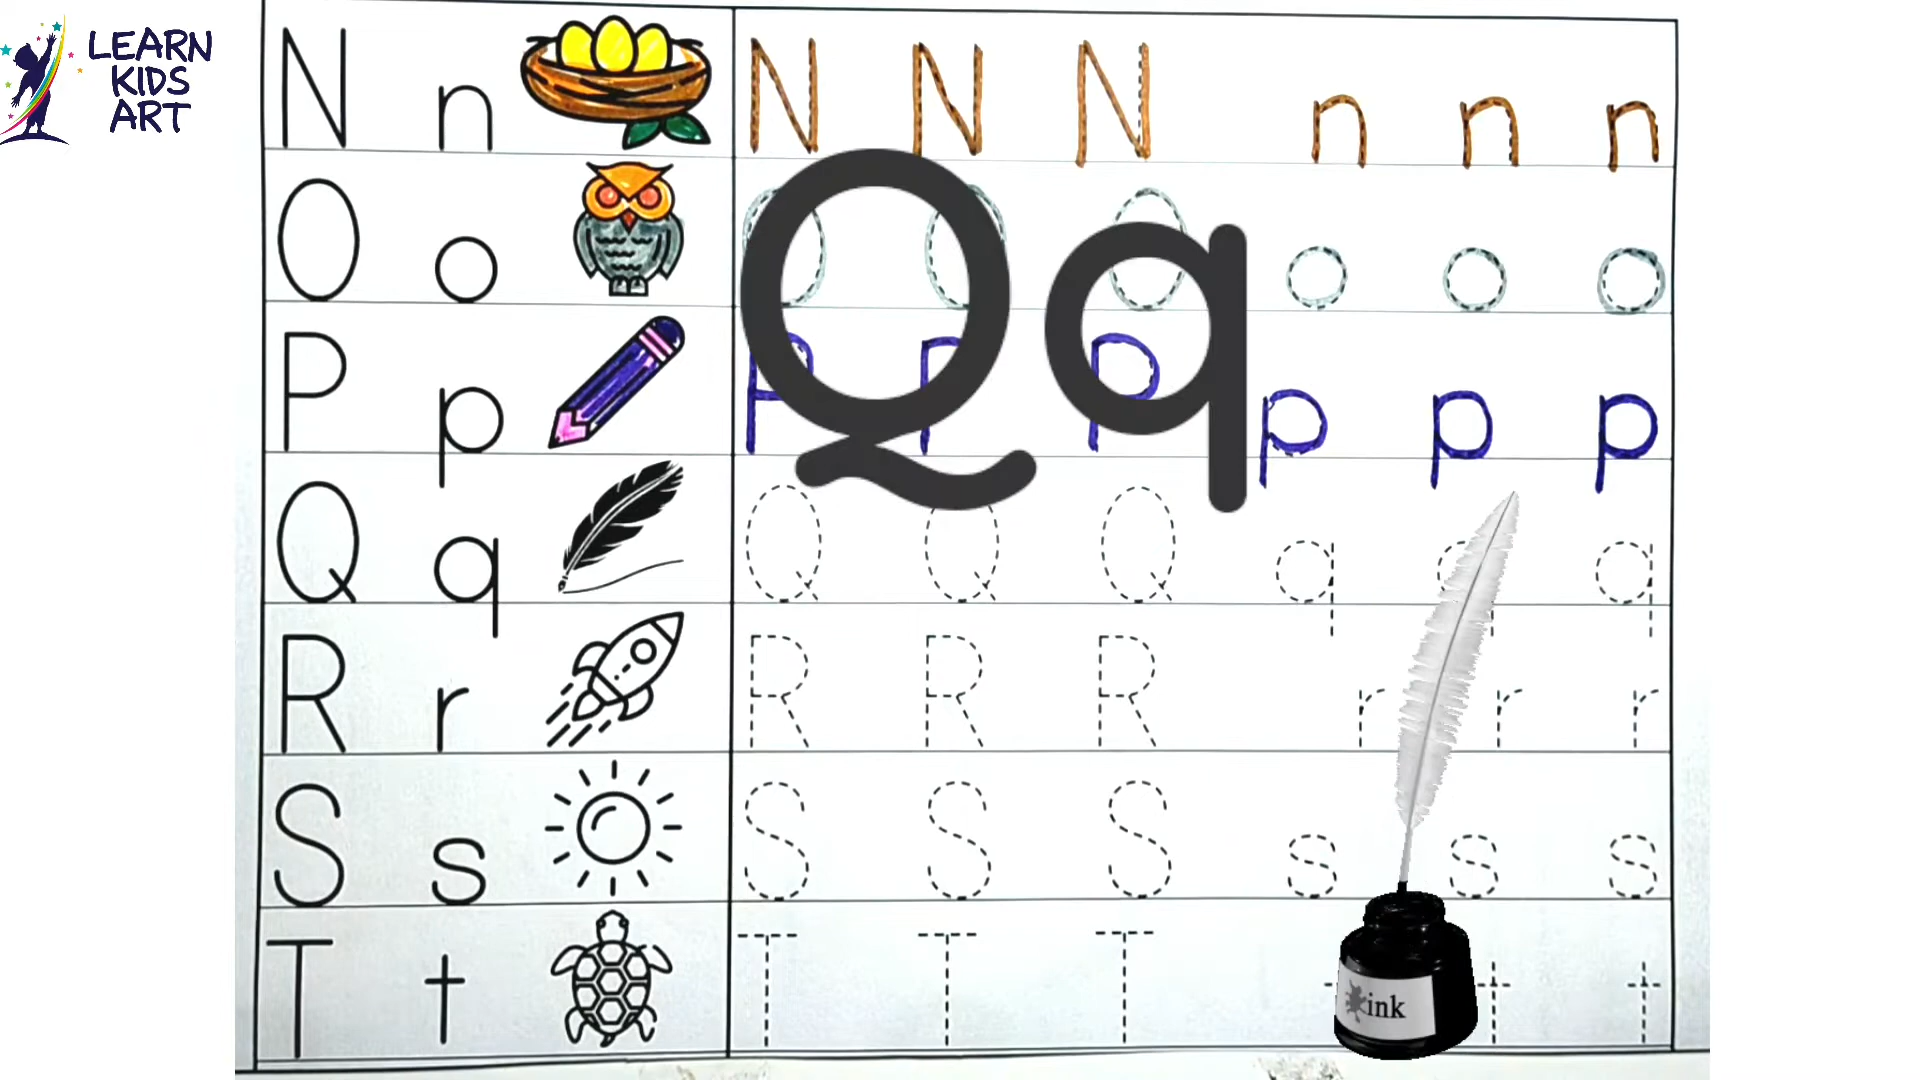 LEARN
KIDS
ART
N n N N N n n n
O o O O O o o o
P p P P P p p p
Qq
Q q Q Q Q q q q
R r R R R r r r
S s S S S s s s
T t T T T t t
ink